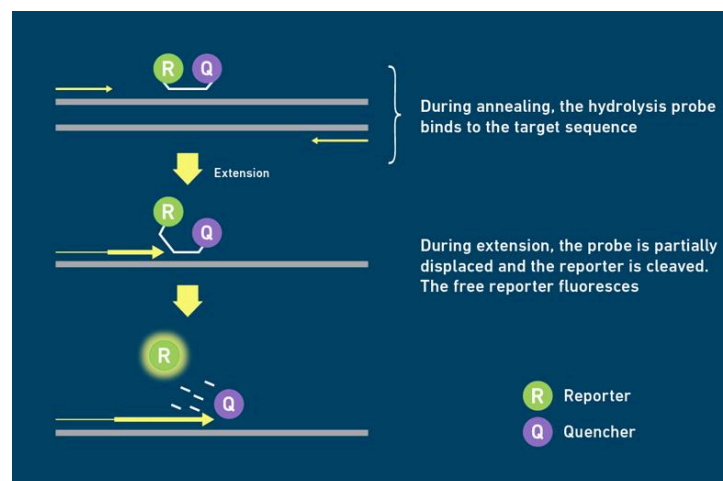 R Q
During annealing, the hydrolysis probe
binds to the target sequence
Extension
R
Q
During extension, the probe is partially
displaced and the reporter is cleaved.
The free reporter fluoresces
R
Q
R Reporter
Q Quencher